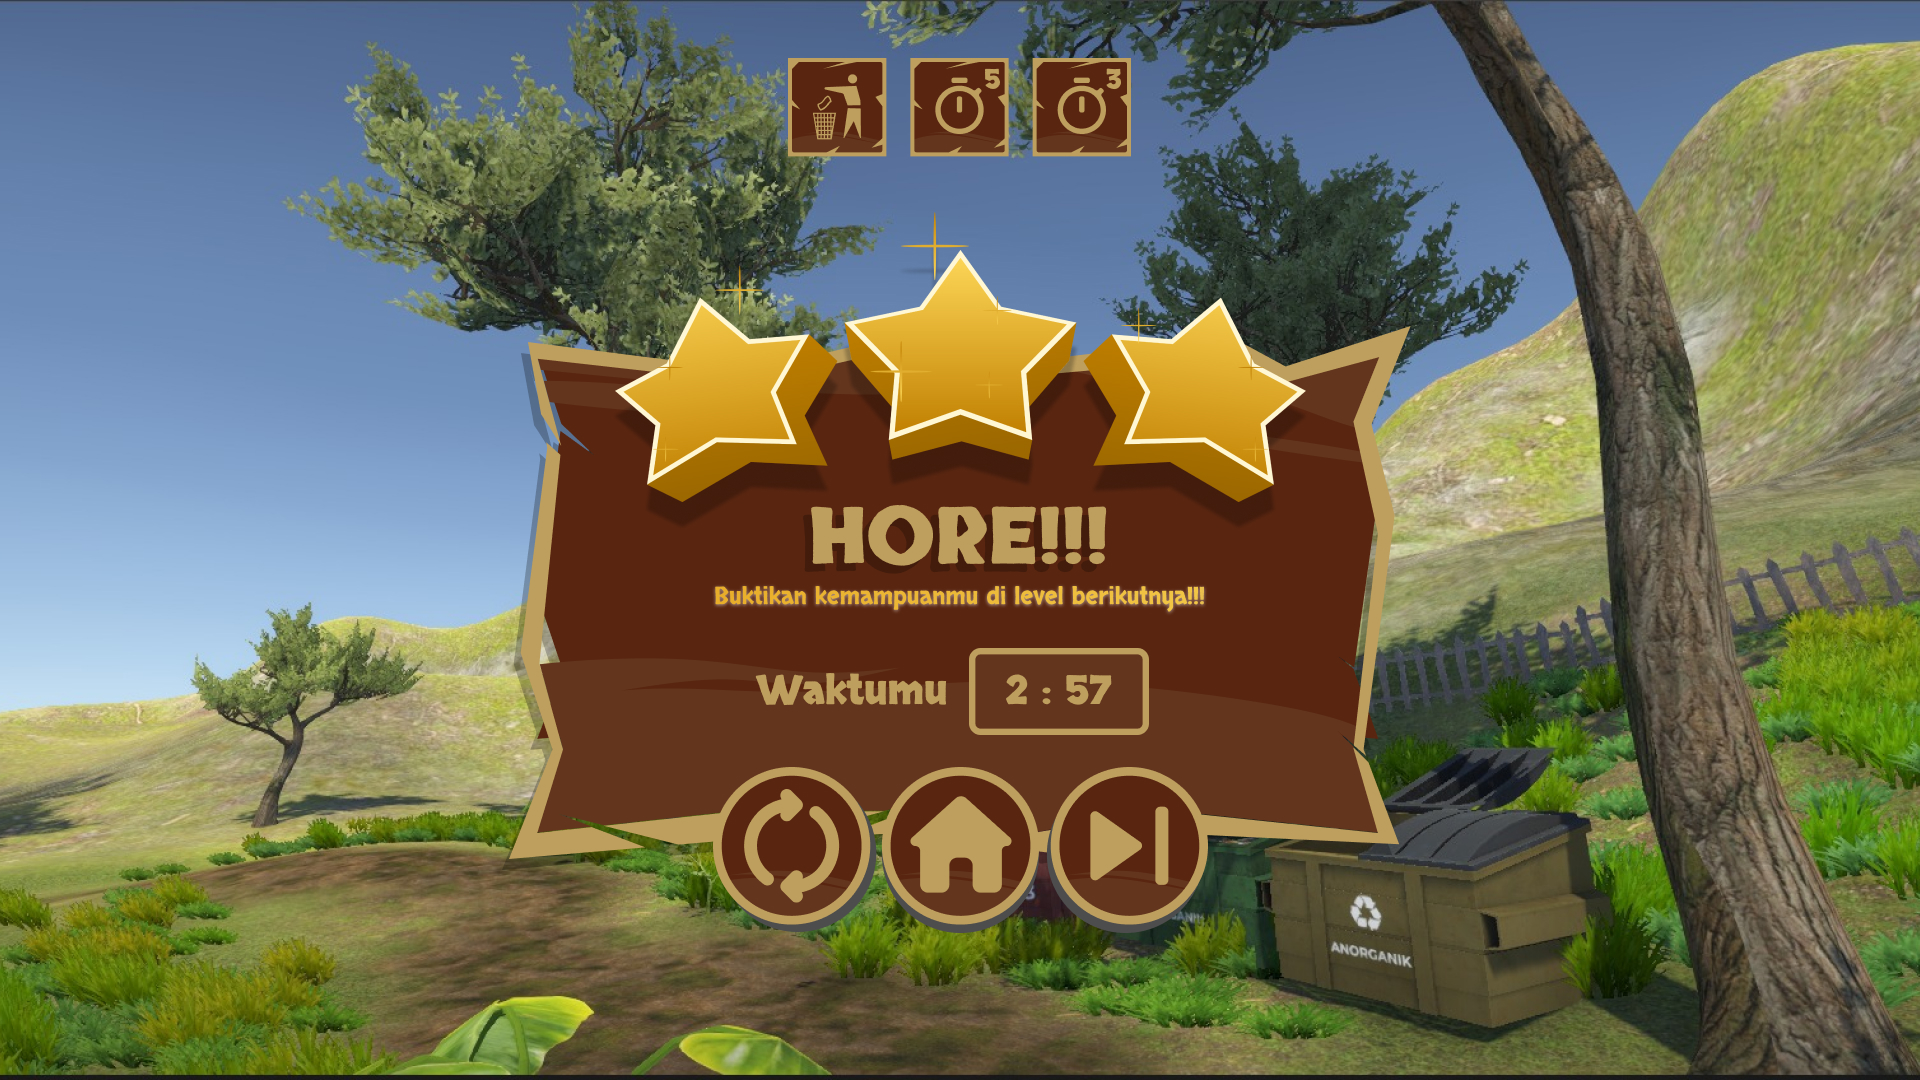 5
3
HORE!!!
Buktikan kemampuanmu di level berikutnya!!!
Waktumu
2 : 57
ANORGANIK